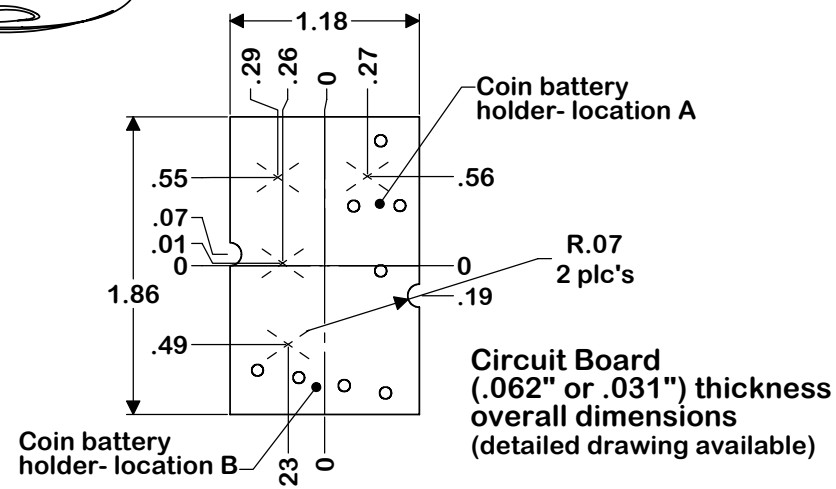 1.18
.29
.26
0
.27
Coin battery
holder- location A
.55
.56
.07
.01
0
0
R.07
2 plc's
1.86
.19
.49
Circuit Board
(.062" or .031") thickness
overall dimensions
(detailed drawing available)
Coin battery
holder- location B
23
0